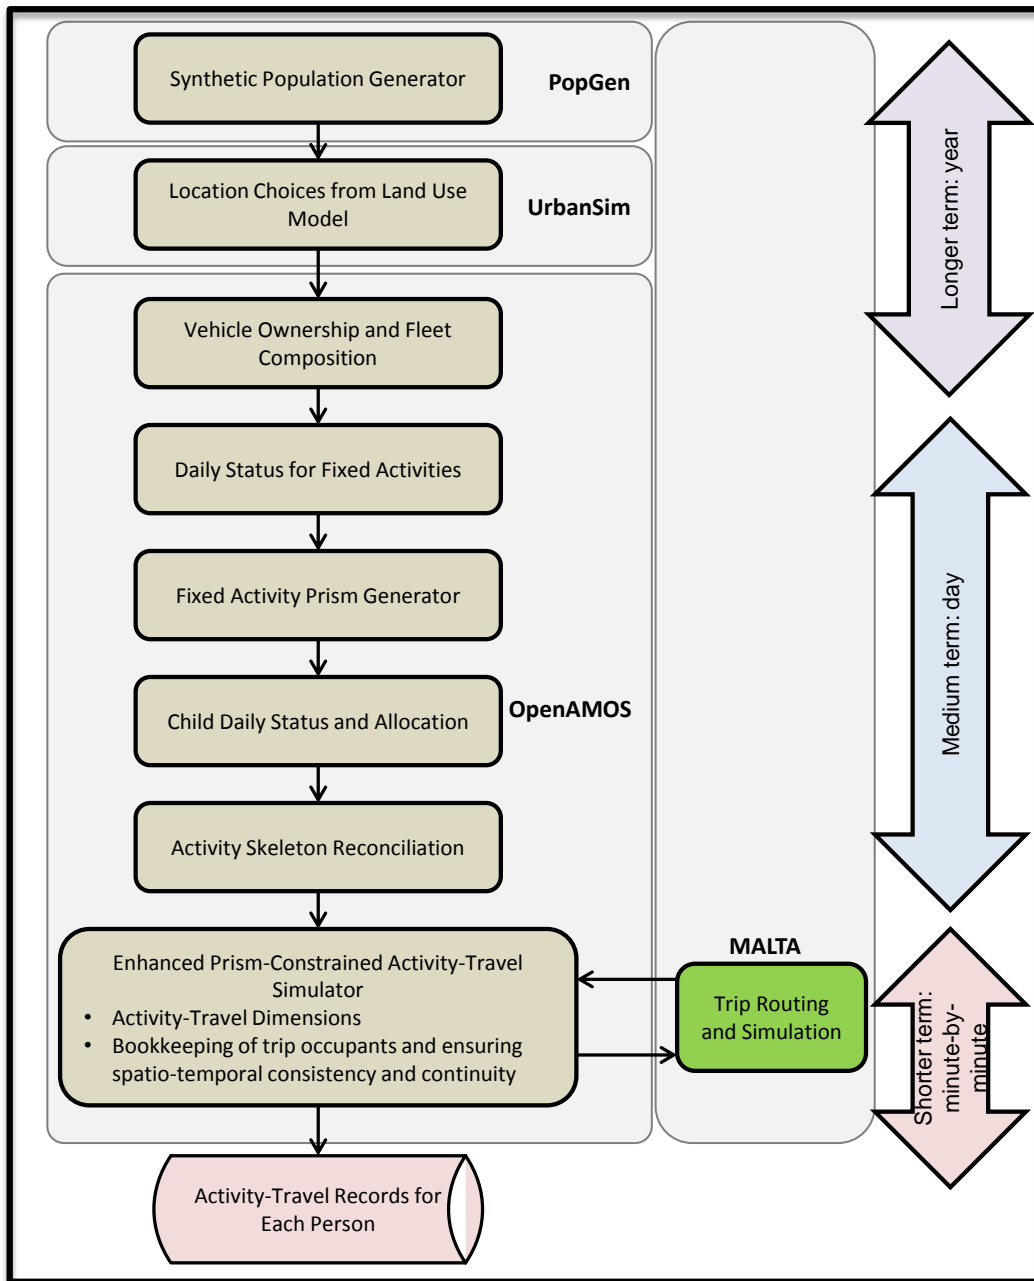 Synthetic Population Generator
PopGen
Location Choices from Land Use
Model
UrbanSim
Longer term: year
Vehicle Ownership and Fleet
Composition
Daily Status for Fixed Activities
Fixed Activity Prism Generator
Medium term: day
Child Daily Status and Allocation
OpenAMOS
Activity Skeleton Reconciliation
Enhanced Prism-Constrained Activity-Travel
Simulator
• Activity-Travel Dimensions
• Bookkeeping of trip occupants and ensuring
spatio-temporal consistency and continuity
MALTA
Trip Routing
and Simulation
Shorter term:
minute-by-
minute
Activity-Travel Records for
Each Person